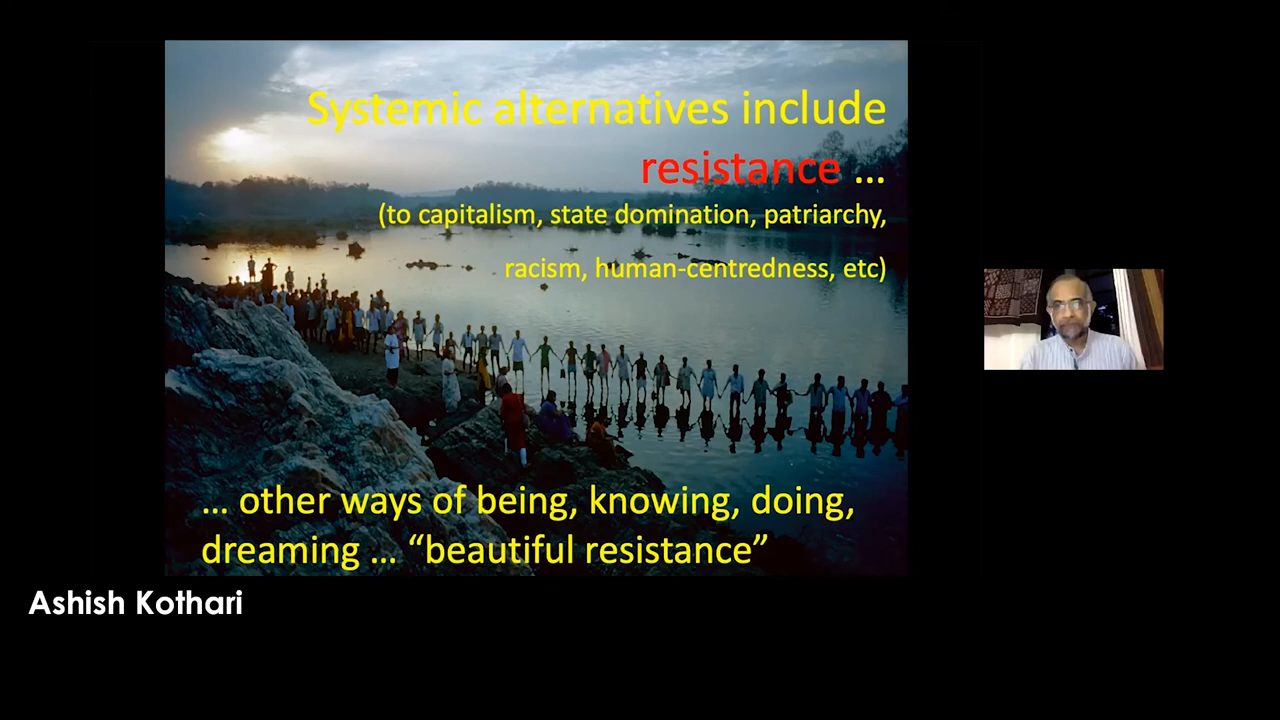 Systemic alternatives include
resistance ...
(to capitalism, state domination, patriarchy,
racism, human-centredness, etc)
... other ways of being, knowing, doing,
dreaming ... “beautiful resistance”
Ashish Kothari